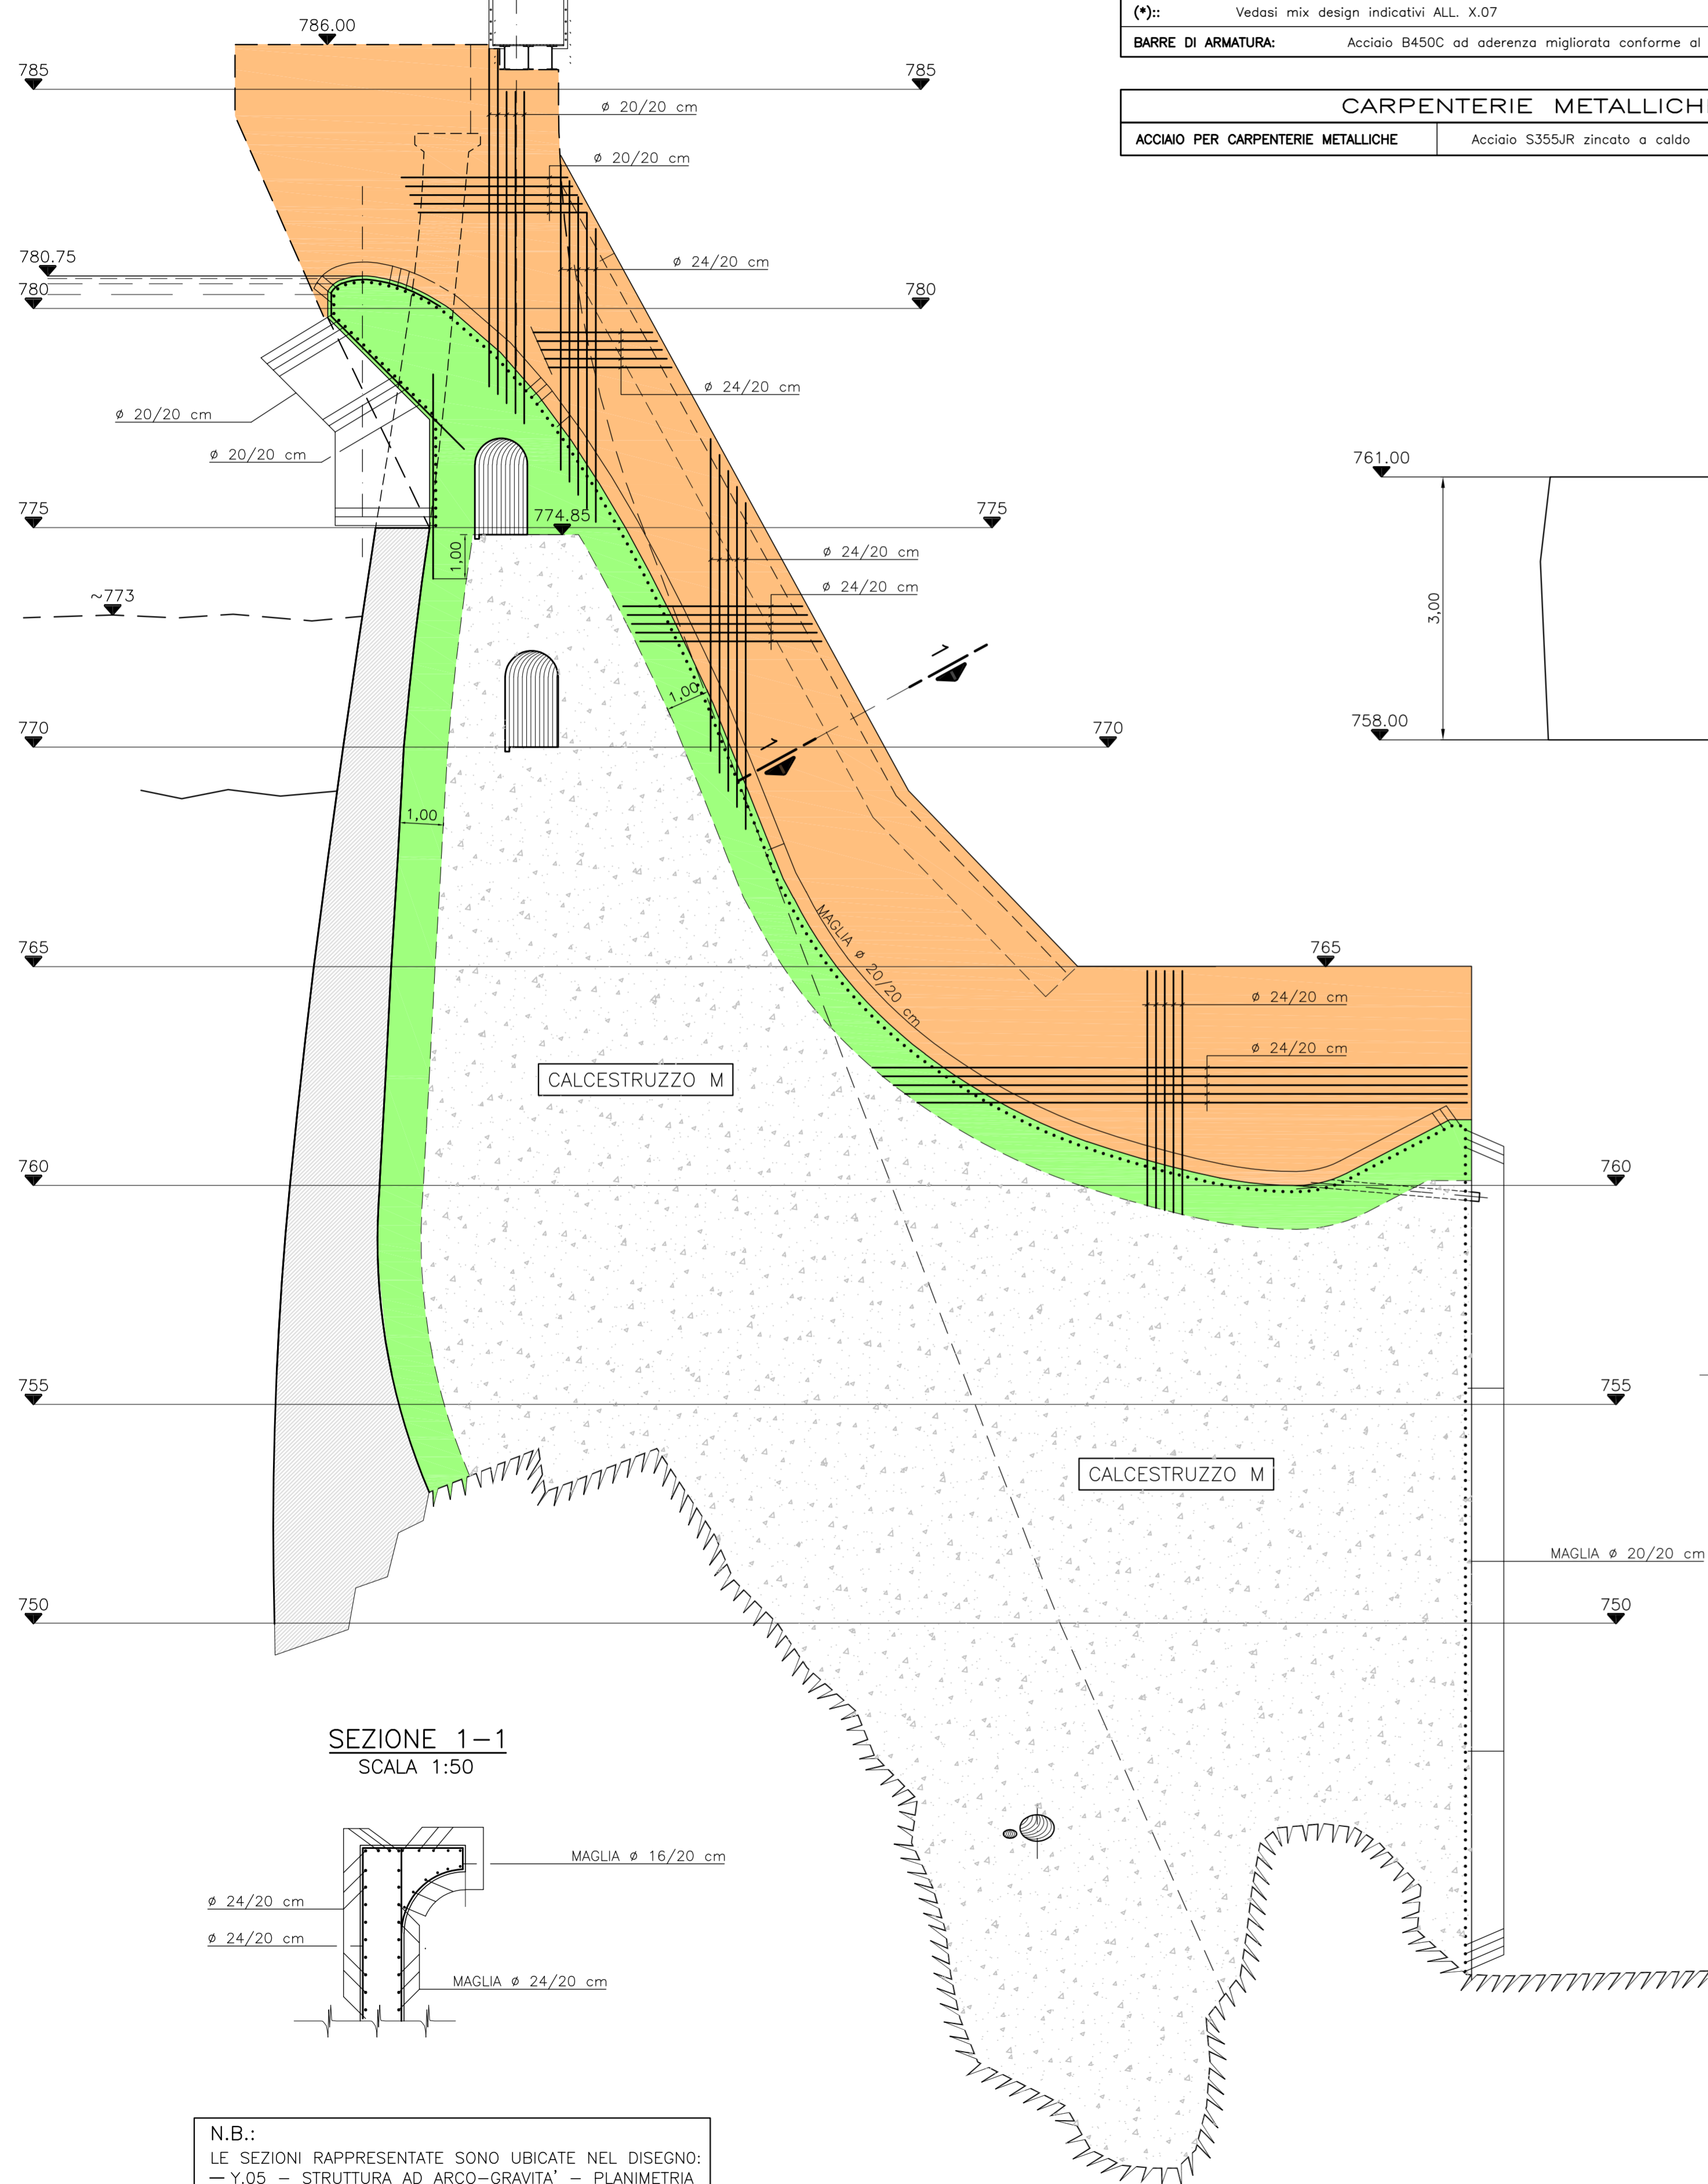 (*)::  Vedasi mix design indicativi ALL. X.07
BARRE DI ARMATURA:  Acciaio B450C ad aderenza migliorata conforme al
CARPENTERIE METALLICHE
ACCIAIO PER CARPENTERIE METALLICHE  Acciaio S355JR zincato a caldo
786.00
785  785
ø 20/20 cm
ø 20/20 cm
780.75
ø 24/20 cm
780  780
ø 24/20 cm
ø 20/20 cm
ø 20/20 cm
761.00
775  774.85  775
1,00
ø 24/20 cm
ø 24/20 cm
~773
3,00
1
1,00
770  770
758.00
1
1,00
MAGLIA ø 20/20 cm
765  765
ø 24/20 cm
ø 24/20 cm
CALCESTRUZZO M
760  760
755  755
CALCESTRUZZO M
MAGLIA ø 20/20 cm
750  750
SEZIONE 1-1
SCALA 1:50
MAGLIA ø 16/20 cm
ø 24/20 cm
ø 24/20 cm
MAGLIA ø 24/20 cm
N.B.:
LE SEZIONI RAPPRESENTATE SONO UBICATE NEL DISEGNO:
— Y.05 – STRUTTURA AD ARCO-GRAVITA' – PLANIMETRIA